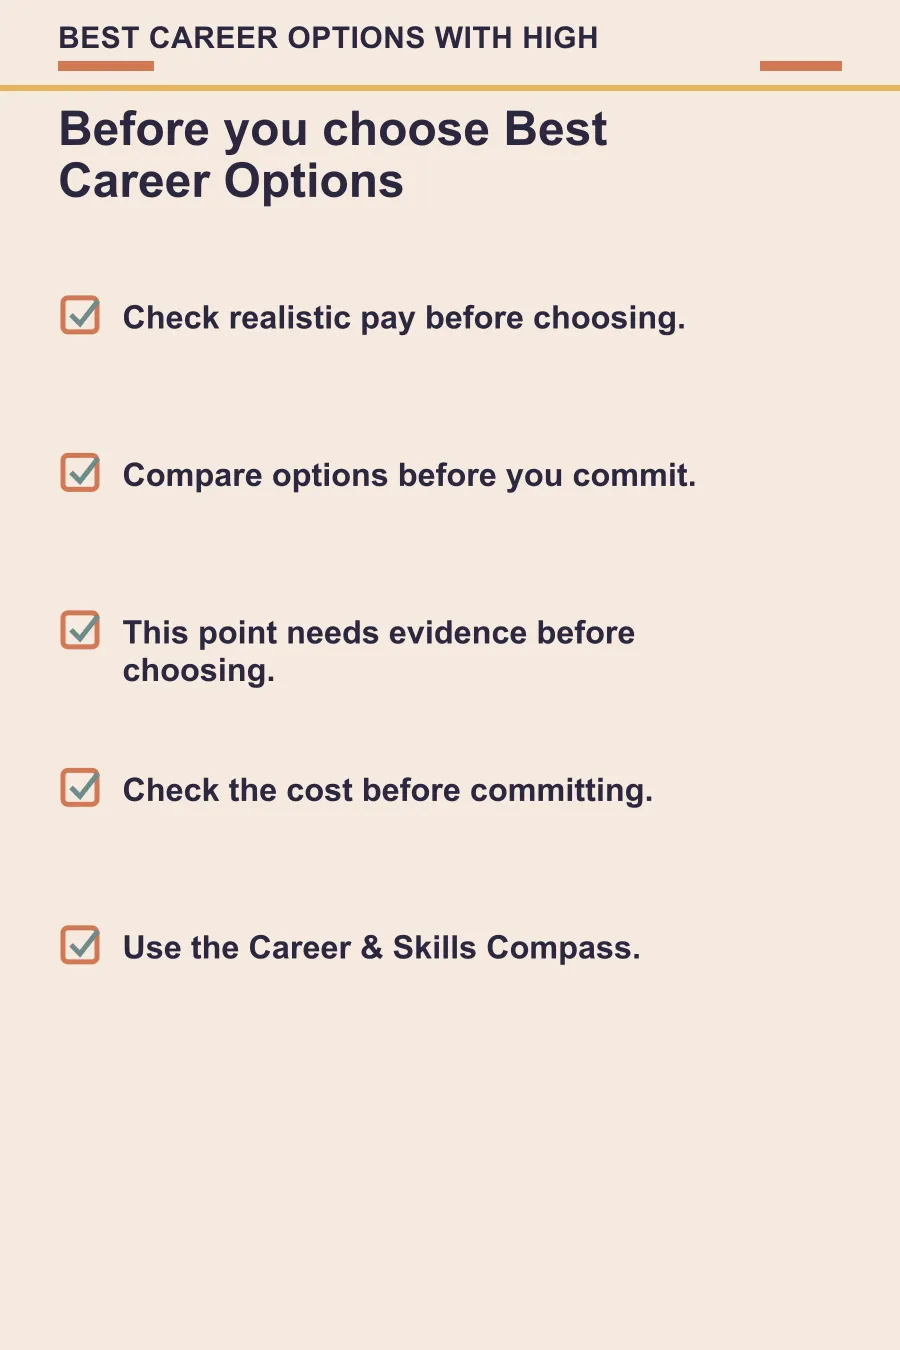 BEST CAREER OPTIONS WITH HIGH
Before you choose Best
Career Options
Check realistic pay before choosing.
Compare options before you commit.
This point needs evidence before
choosing.
Check the cost before committing.
Use the Career & Skills Compass.